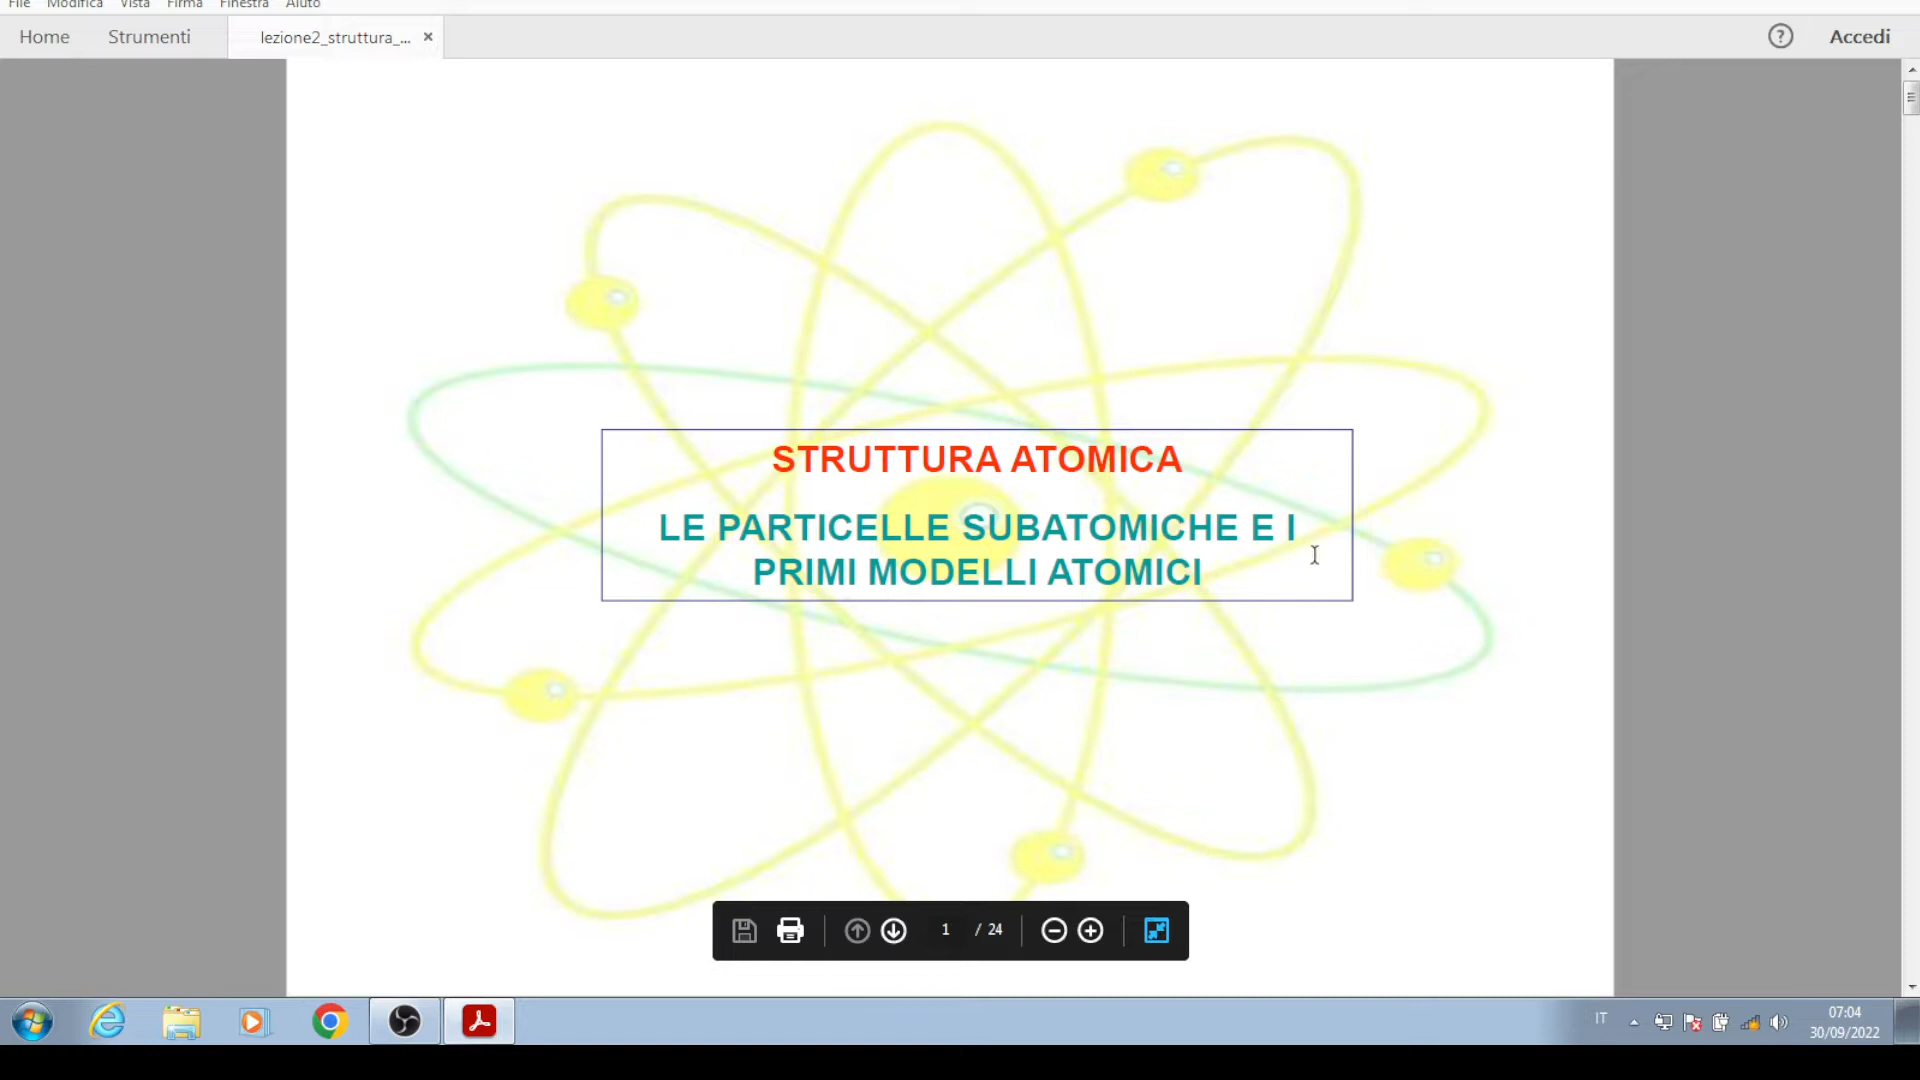 File Modifica Vista Firma Finestra Aiuto
Home Strumenti lezione2_struttura_... × ? Accedi
STRUTTURA ATOMICA
LE PARTICELLE SUBATOMICHE E I
PRIMI MODELLI ATOMICI
1 / 24
IT 07:04
30/09/2022